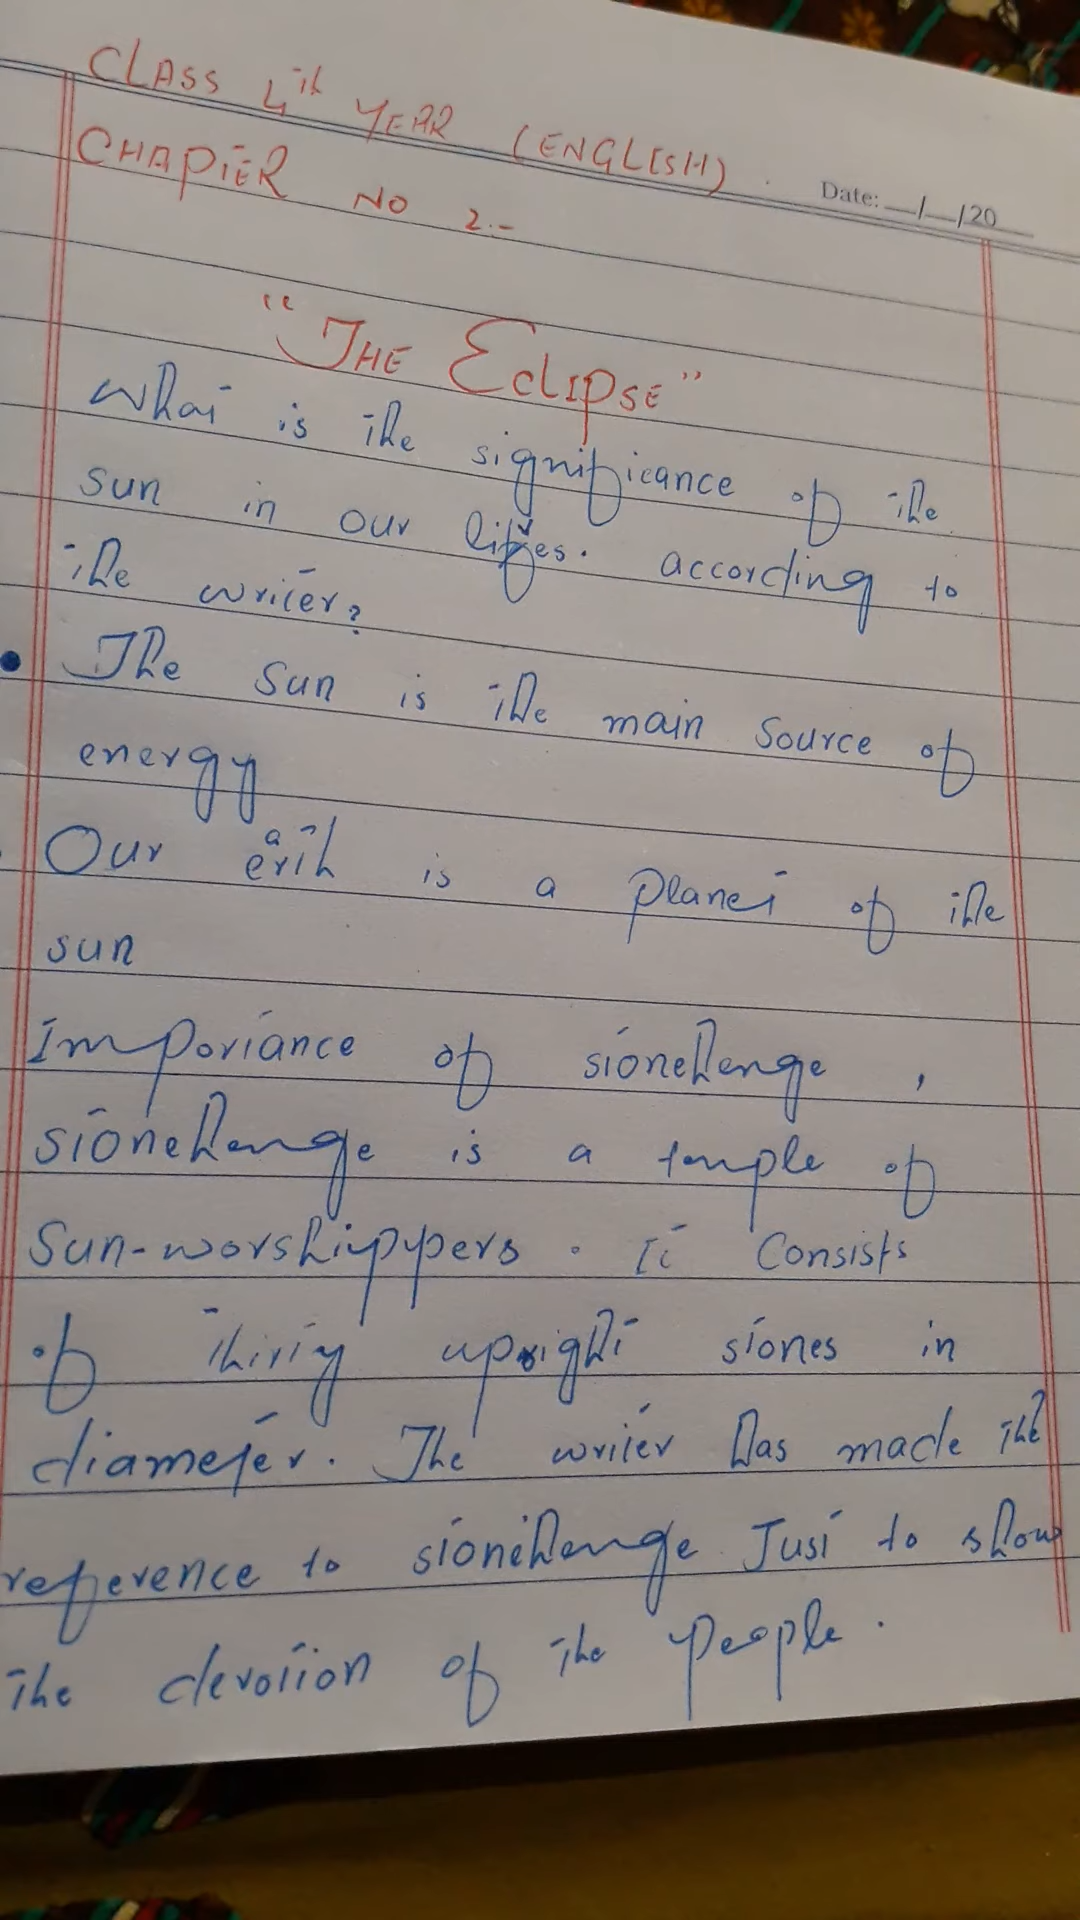 CLASS 4th YEAR (ENGLISH).
Date: __/__/20__
CHAPTER NO 2.-
"THE EClIPSE"
What is the significance of the
sun in our lives. according to
the writer?
The Sun is the main Source of
energy
Our earth is a planet of the
sun
Importance of stonehenge,
stonehenge is a temple of
Sun-worshippers. It Consists
of thirty upright stones in
diameter. The writer has made the
reference to stonehenge Just to show
the devotion of the people.